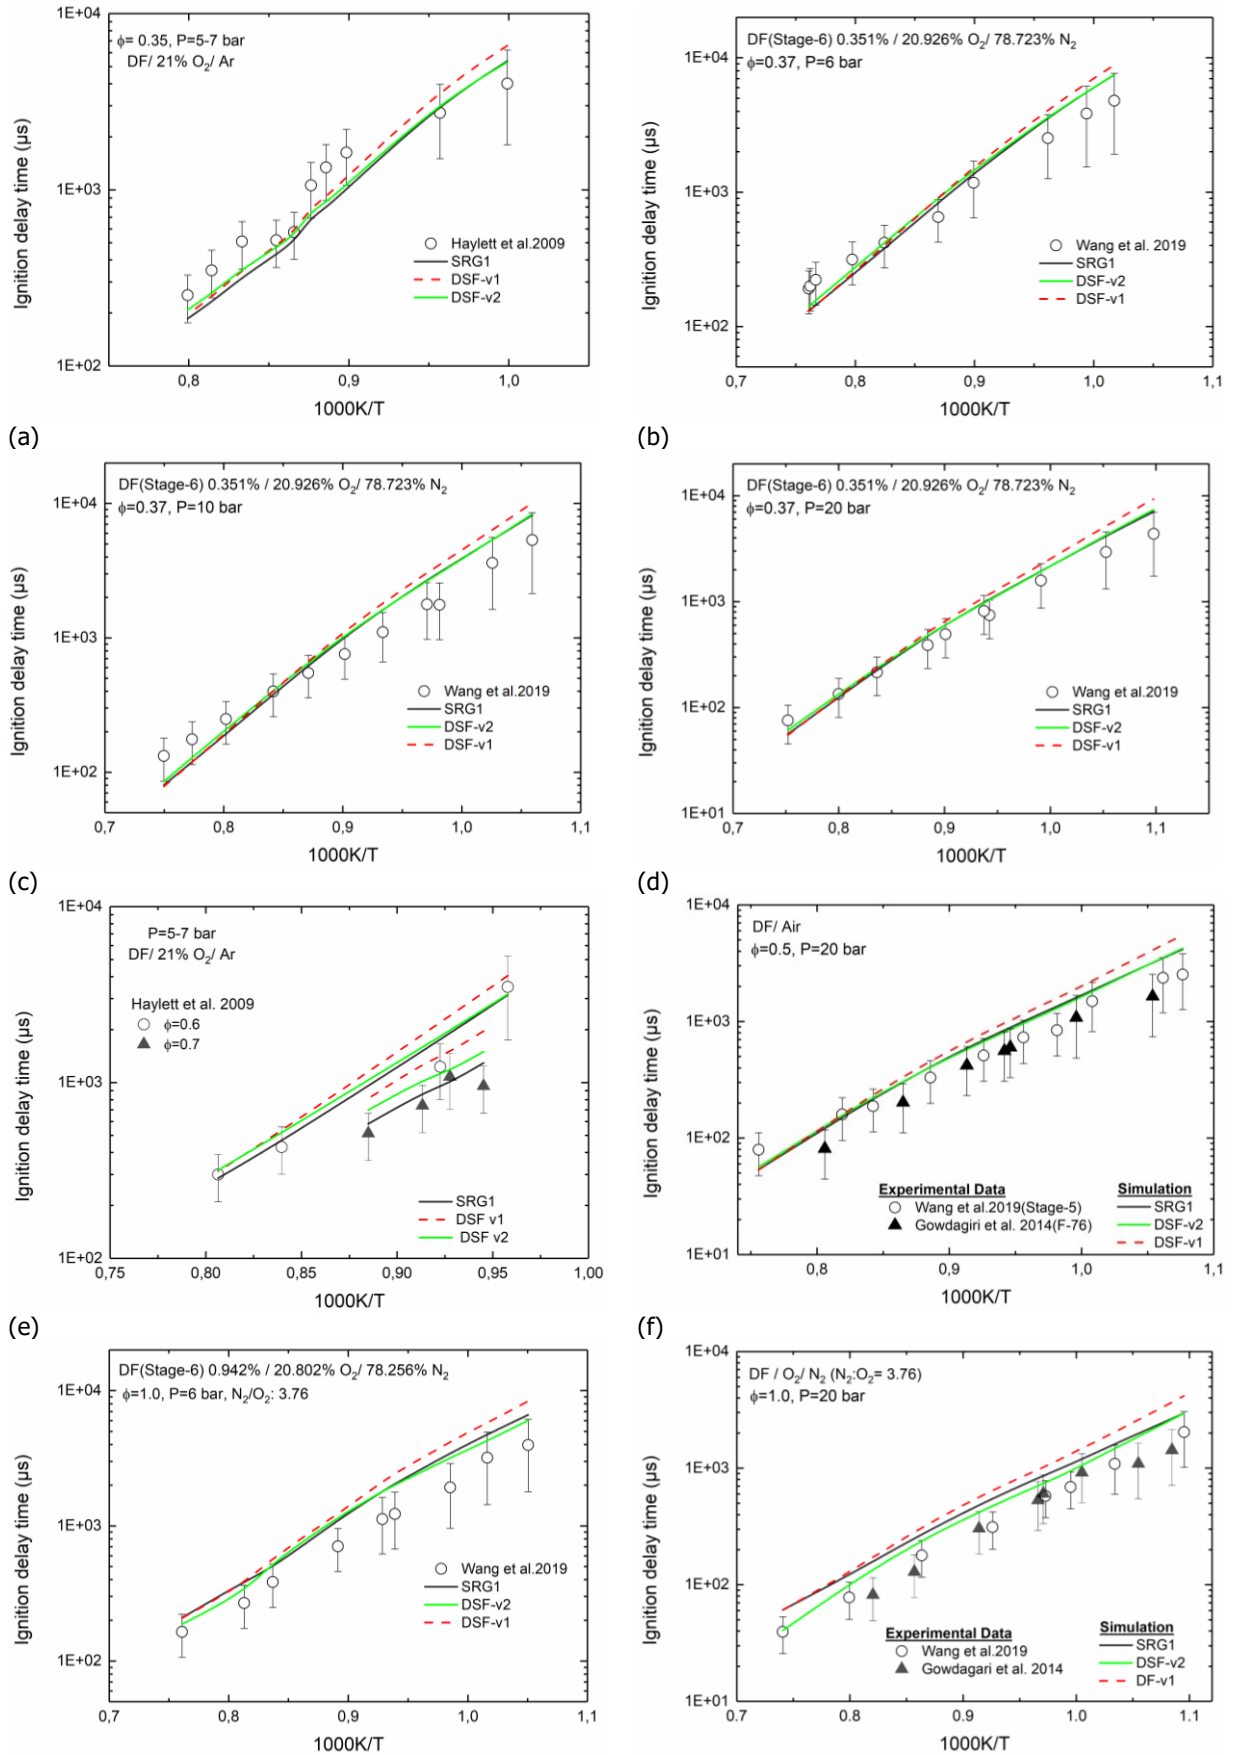 1E+04
ϕ= 0.35, P=5-7 bar
DF/ 21% O₂/ Ar
1E+03
1E+02
Ignition delay time (μs)
Haylett et al.2009
SRG1
DSF-v1
DSF-v2
0,8 0,9 1,0
1000K/T
(a)
DF(Stage-6) 0.351% / 20.926% O₂/ 78.723% N₂
ϕ=0.37, P=6 bar
1E+04
1E+03
1E+02
Ignition delay time (μs)
Wang et al. 2019
SRG1
DSF-v2
DSF-v1
0,7 0,8 0,9 1,0 1,1
1000K/T
(b)
DF(Stage-6) 0.351% / 20.926% O₂/ 78.723% N₂
ϕ=0.37, P=10 bar
1E+04
1E+03
1E+02
Ignition delay time (μs)
Wang et al.2019
SRG1
DSF-v2
DSF-v1
0,7 0,8 0,9 1,0 1,1
1000K/T
(c)
DF(Stage-6) 0.351% / 20.926% O₂/ 78.723% N₂
ϕ=0.37, P=20 bar
1E+04
1E+03
1E+02
1E+01
Ignition delay time (μs)
Wang et al.2019
SRG1
DSF-v2
DSF-v1
0,7 0,8 0,9 1,0 1,1
1000K/T
(d)
1E+04
P=5-7 bar
DF/ 21% O₂/ Ar
Haylett et al. 2009
ϕ=0.6
ϕ=0.7
1E+03
1E+02
Ignition delay time (μs)
SRG1
DSF v1
DSF v2
0,75 0,80 0,85 0,90 0,95 1,00
1000K/T
(e)
1E+04
DF/ Air
ϕ=0.5, P=20 bar
1E+03
1E+02
1E+01
Ignition delay time (μs)
Experimental Data
Wang et al.2019(Stage-5)
Gowdagiri et al. 2014(F-76)
Simulation
SRG1
DSF-v2
DSF-v1
0,8 0,9 1,0 1,1
1000K/T
(f)
DF(Stage-6) 0.942% / 20.802% O₂/ 78.256% N₂
ϕ=1.0, P=6 bar, N₂/O₂: 3.76
1E+04
1E+03
1E+02
Ignition delay time (μs)
Wang et al.2019
SRG1
DSF-v2
DSF-v1
0,7 0,8 0,9 1,0 1,1
1000K/T
1E+04
DF / O₂/ N₂ (N₂:O₂= 3.76)
ϕ=1.0, P=20 bar
1E+03
1E+02
1E+01
Ignition delay time (μs)
Experimental Data
Wang et al.2019
Gowdagari et al. 2014
Simulation
SRG1
DSF-v2
DF-v1
0.7 0.8 0.9 1.0 1.1
1000K/T